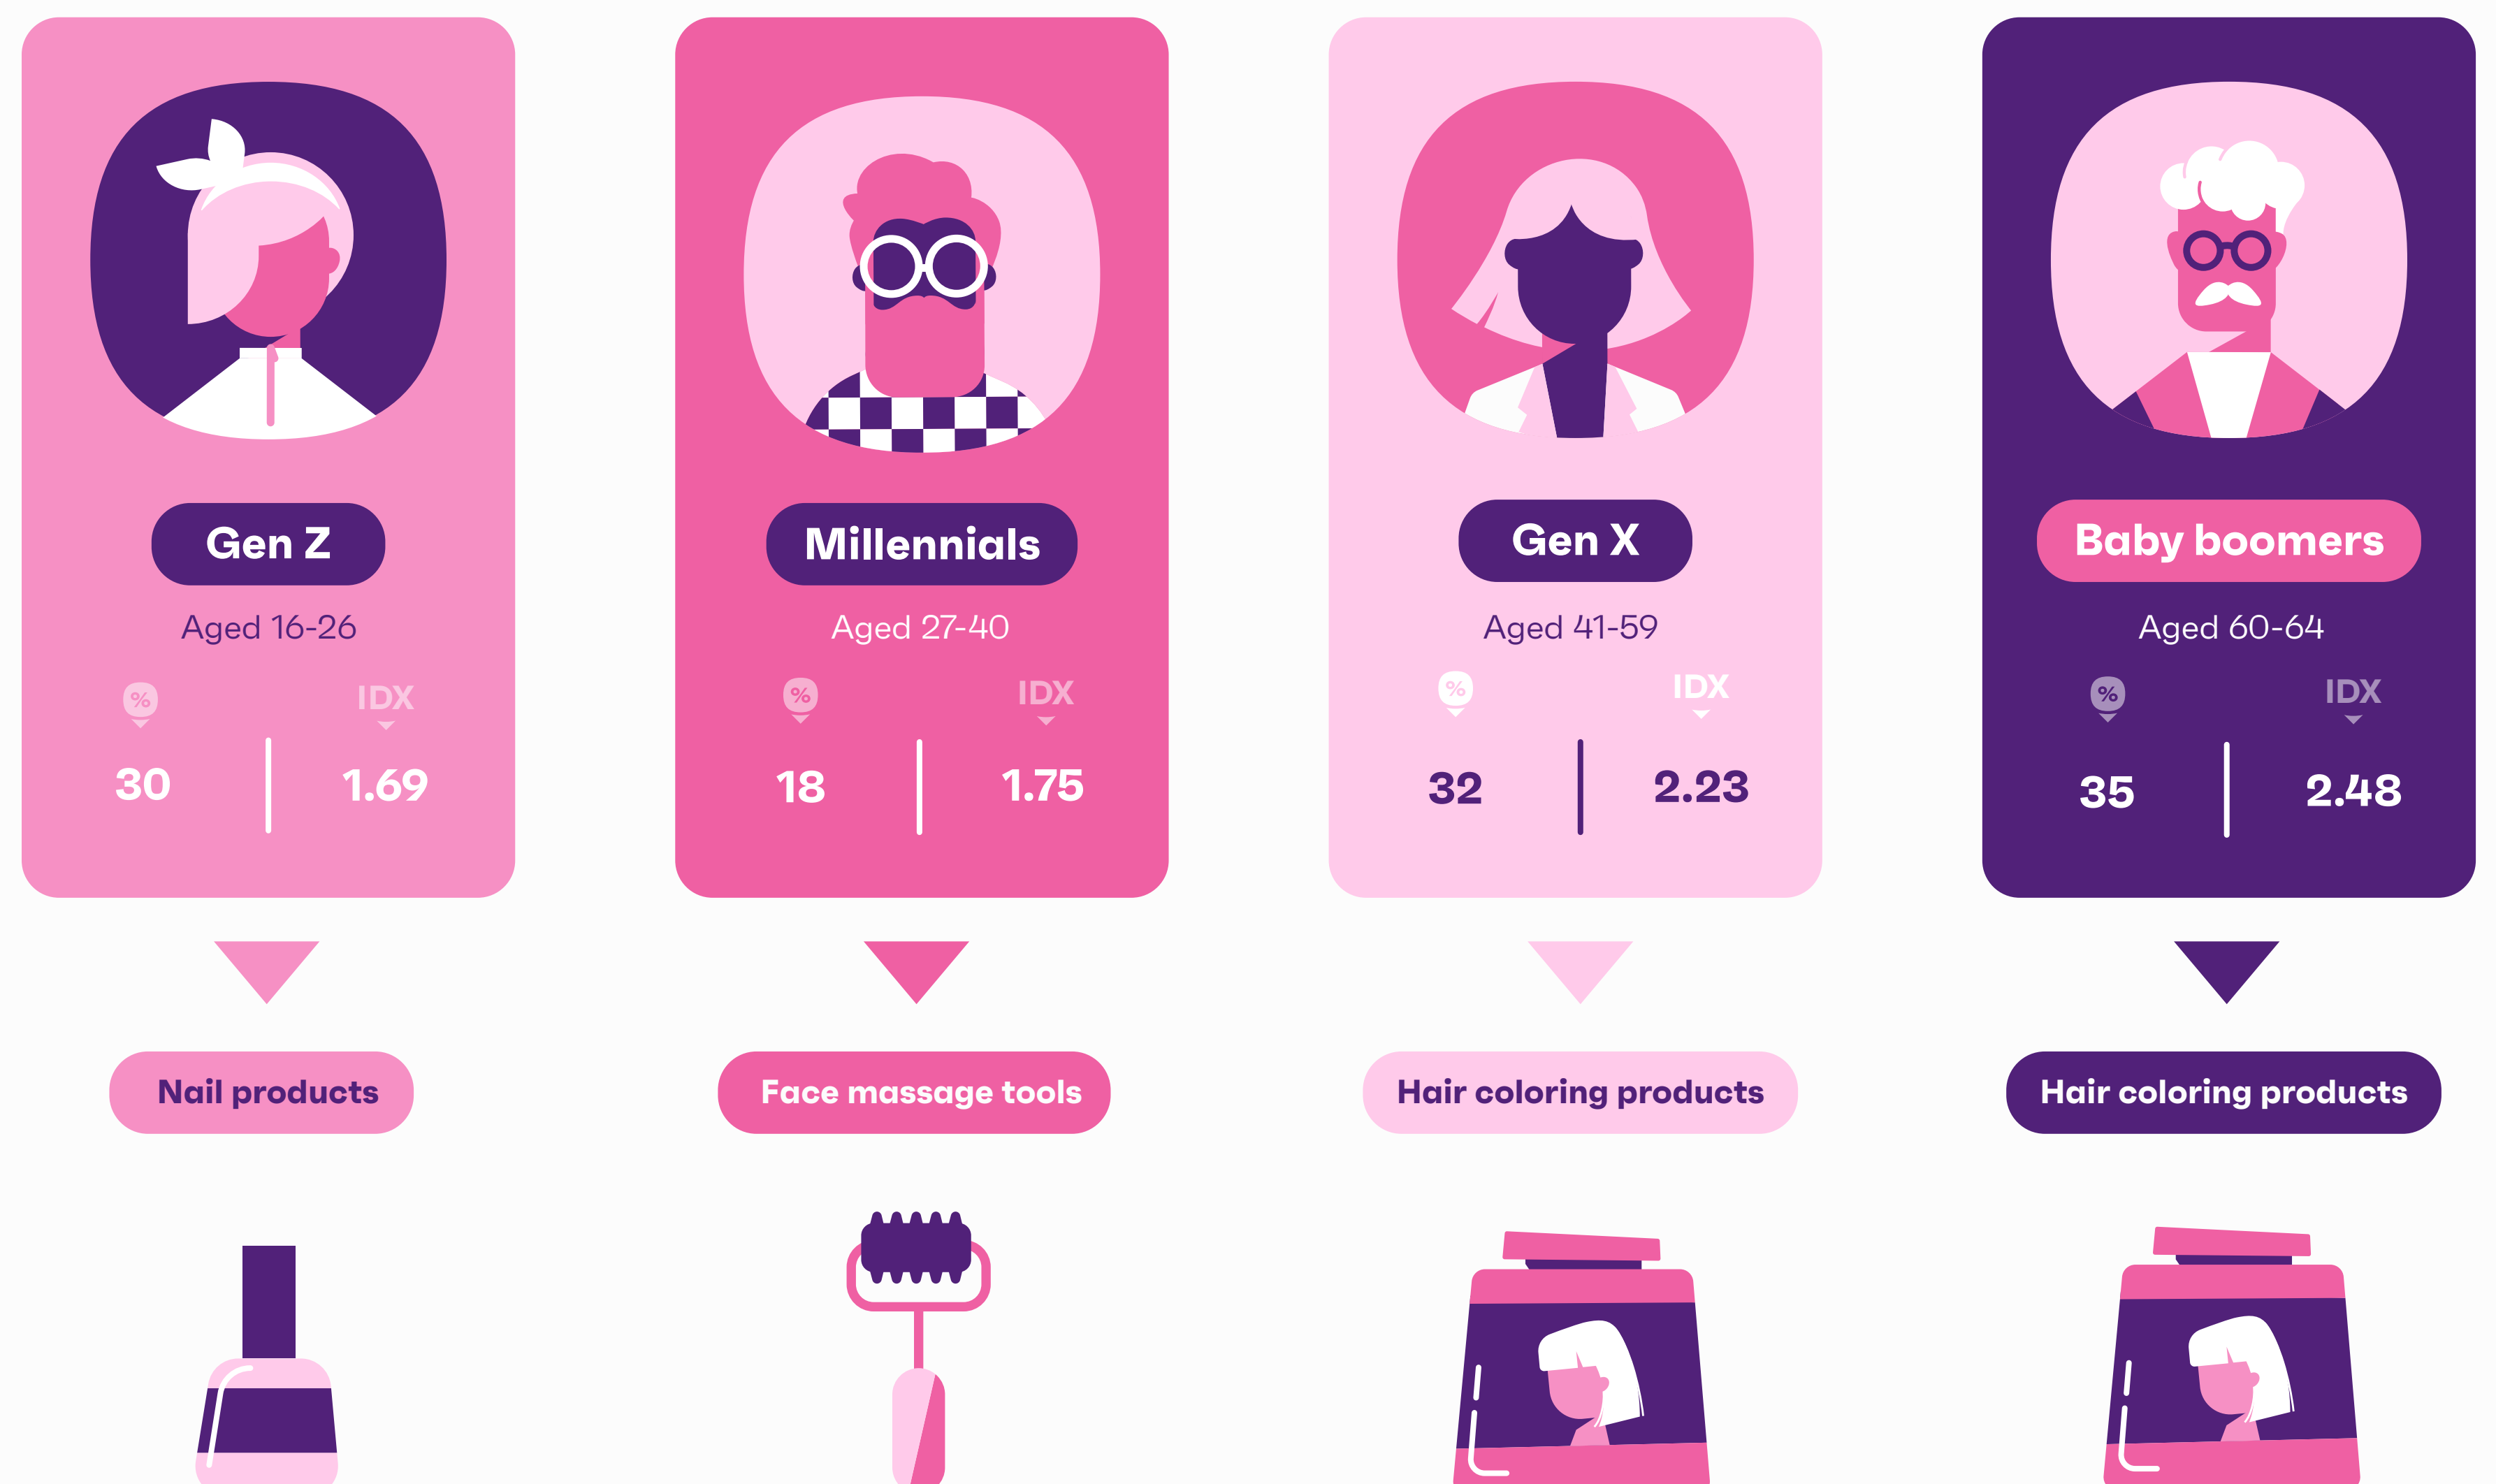 Gen Z
Aged 16-26
% IDX
30 1.69
Nail products
Millennials
Aged 27-40
% IDX
18 1.75
Face massage tools
Gen X
Aged 41-59
% IDX
32 2.23
Hair coloring products
Baby boomers
Aged 60-64
% IDX
35 2.48
Hair coloring products